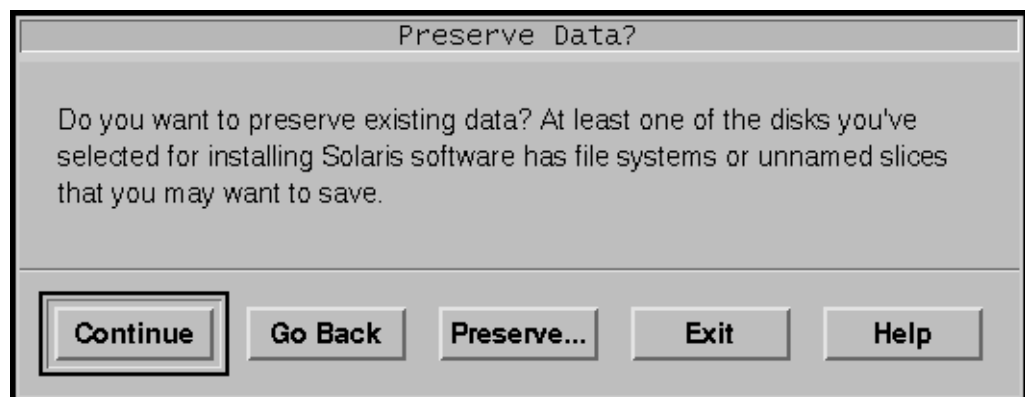 Preserve Data?
Do you want to preserve existing data? At least one of the disks you've
selected for installing Solaris software has file systems or unnamed slices
that you may want to save.
Continue Go Back Preserve... Exit Help